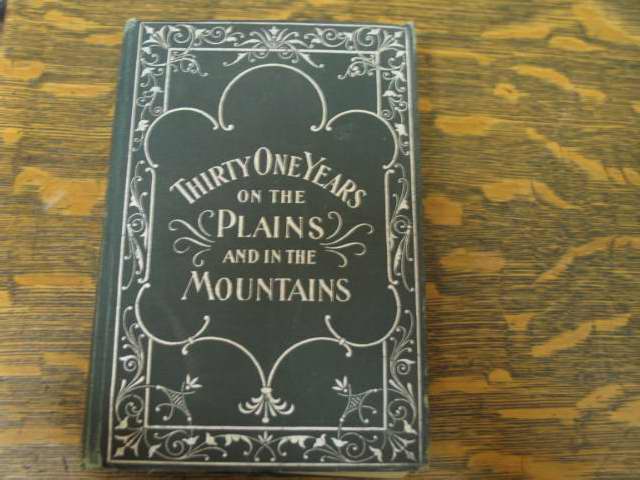 THIRTY ONE YEARS
ON THE
PLAINS
AND IN THE
MOUNTAINS